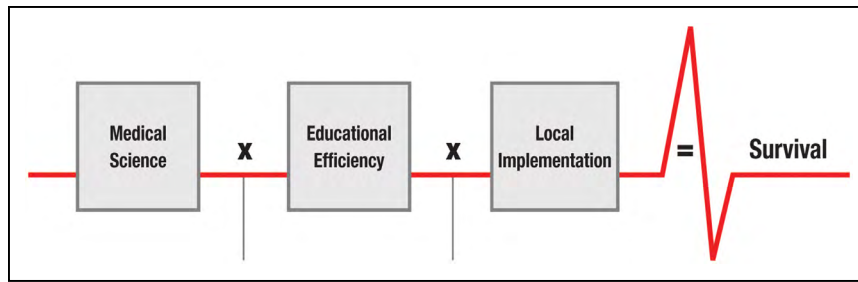 Medical
Science
x
Educational
Efficiency
x
Local
Implementation
=
Survival